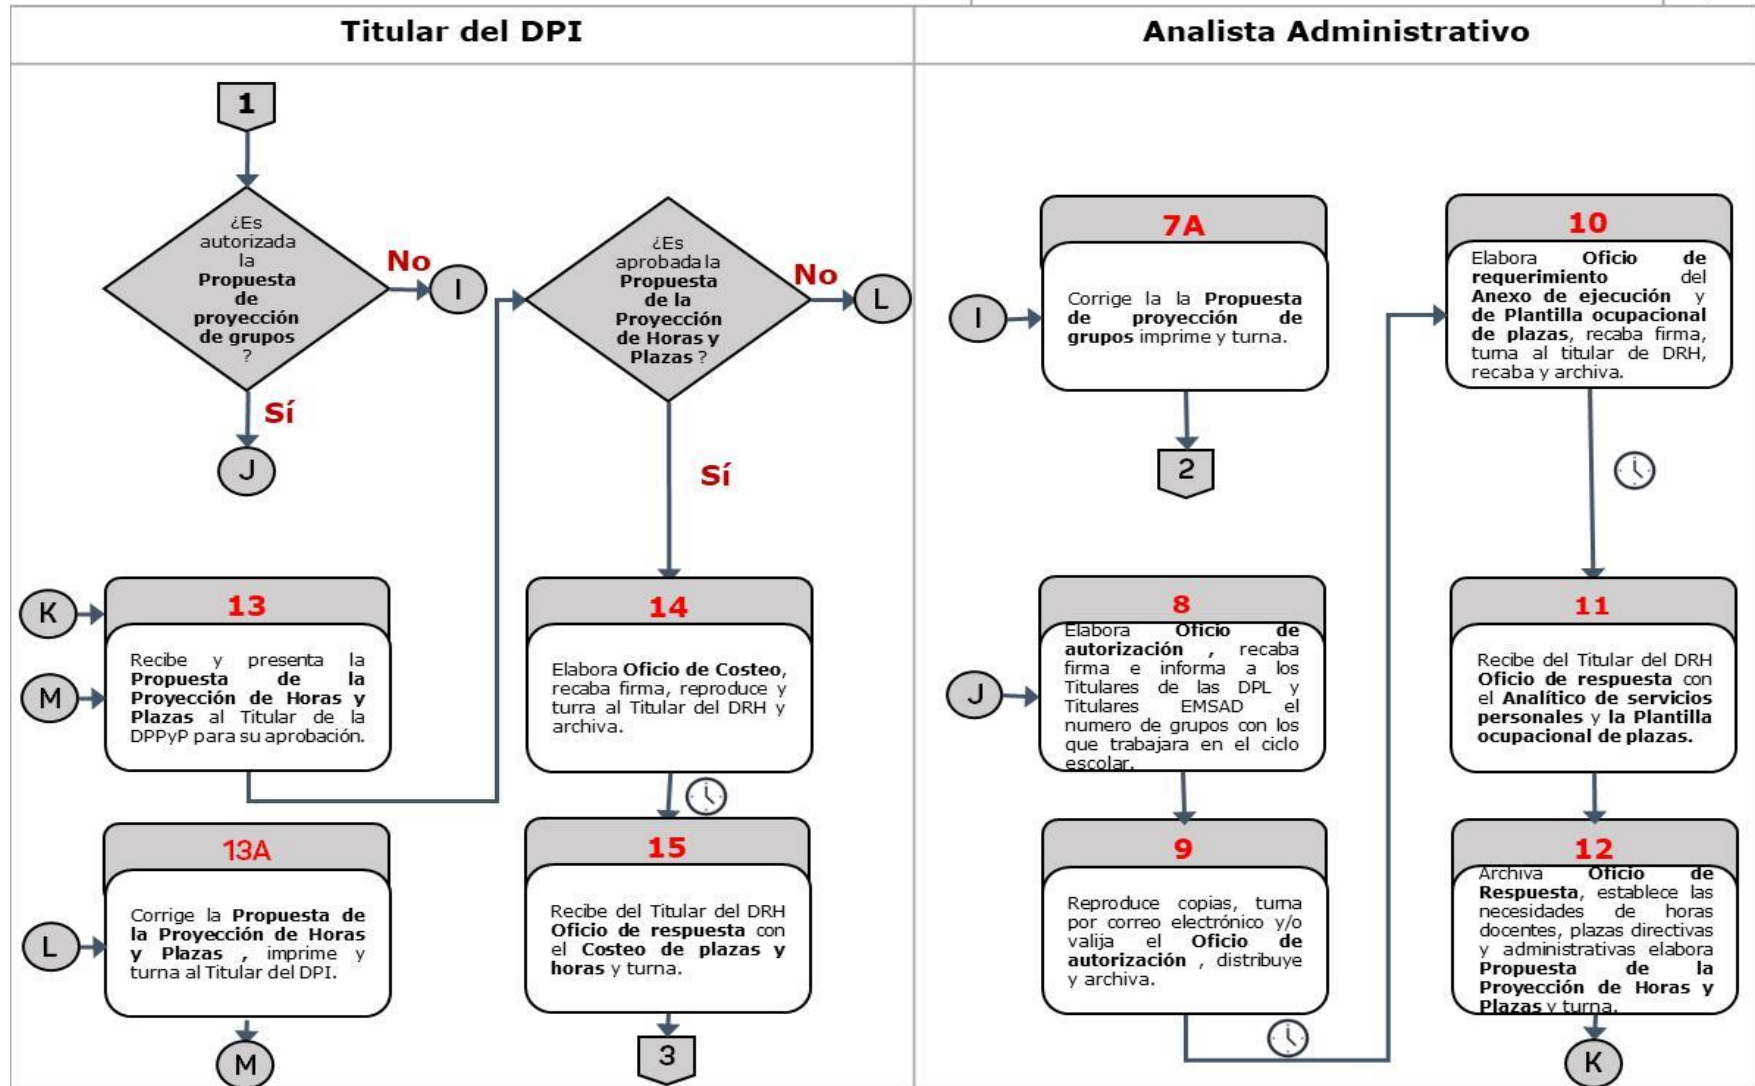 Titular del DPI
Analista Administrativo
1
¿Es
autorizada
la
Propuesta
de
proyección
de grupos
?
No
I
Sí
J
¿Es
aprobada la
Propuesta
de la
Proyección
de Horas y
Plazas ?
No
L
Sí
K
M
13
Recibe y presenta la
Propuesta de la
Proyección de Horas y
Plazas al Titular de la
DPPyP para su aprobación.
14
Elabora Oficio de Costeo,
recaba firma, reproduce y
turra al Titular del DRH y
archiva.
L
13A
Corrige la Propuesta de
la Proyección de Horas
y Plazas , imprime y
turna al Titular del DPI.
M
15
Recibe del Titular del DRH
Oficio de respuesta con
el Costeo de plazas y
horas y turna.
3
I
7A
Corrige la la Propuesta
de proyección de
grupos imprime y turna.
2
J
8
Elabora Oficio de
autorización , recaba
firma e informa a los
Titulares de las DPL y
Titulares EMSAD el
numero de grupos con los
que trabajara en el ciclo
escolar.
9
Reproduce copias, turna
por correo electrónico y/o
valija el Oficio de
autorización , distribuye
y archiva.
10
Elabora Oficio de
requerimiento del
Anexo de ejecución y
de Plantilla ocupacional
de plazas, recaba firma,
turna al titular de DRH,
recaba y archiva.
11
Recibe del Titular del DRH
Oficio de respuesta con
el Analítico de servicios
personales y la Plantilla
ocupacional de plazas.
12
Archiva Oficio de
Respuesta, establece las
necesidades de horas
docentes, plazas directivas
y administrativas elabora
Propuesta de la
Proyección de Horas y
Plazas y turna.
K